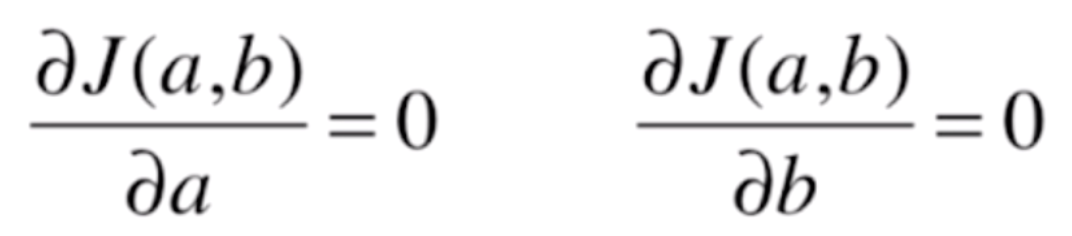 ∂J(a,b)/∂a = 0    ∂J(a,b)/∂b = 0